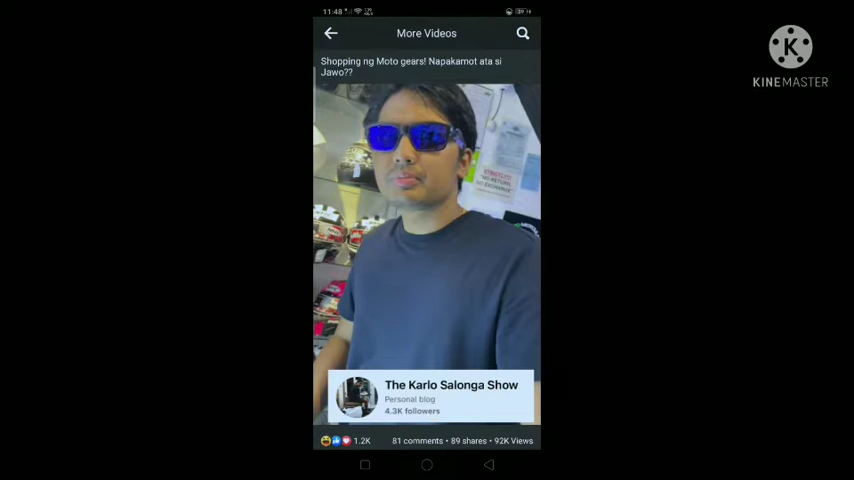 11:48
More Videos
KINEMASTER
Shopping ng Moto gears! Napakamot ata si
Jawo??
"NO RETURN,
NO EXCHANGE"
The Karlo Salonga Show
Personal blog
4.3K followers
1.2K
81 comments • 89 shares • 92K Views